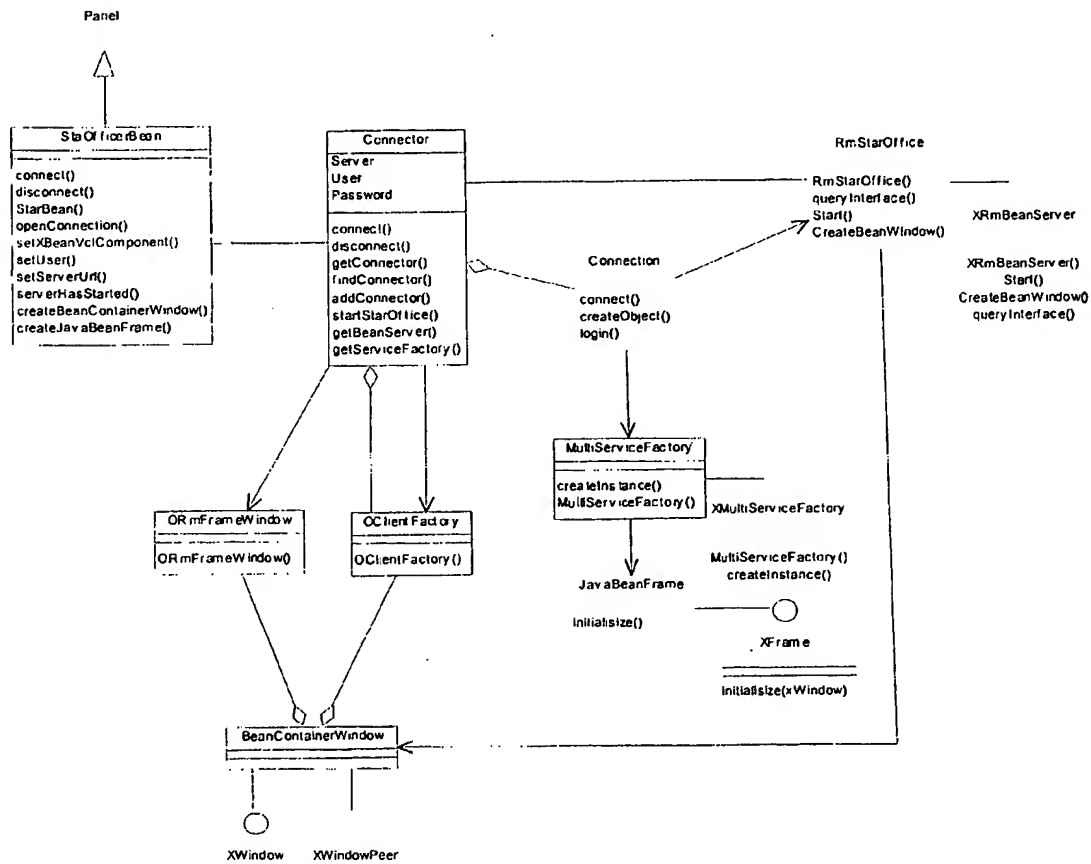 Panel
StaOfficerBean
connect()
disconnect()
StarBean()
openConnection()
setXBeanVclComponent()
setUser()
setServerUrl()
serverHasStarted()
createBeanContainerWindow()
createJavaBeanFrame()
Connector
Server
User
Password
connect()
disconnect()
getConnector()
findConnector()
addConnector()
startStarOffice()
getBeanServer()
getServiceFactory()
RmStarOffice
RmStarOffice()
queryInterface()
Start()
CreateBeanWindow()
XRmBeanServer
XRmBeanServer()
Start()
CreateBeanWindow()
queryInterface()
Connection
connect()
createObject()
login()
MultiServiceFactory
createInstance()
MultiServiceFactory()
XMultiServiceFactory
MultiServiceFactory()
createInstance()
ORmFrameWindow
ORmFrameWindow()
OClientFactory
OClientFactory()
JavaBeanFrame
Initialisize()
XFrame
Initialisize(xWindow)
BeanContainerWindow
XWindow
XWindowPeer